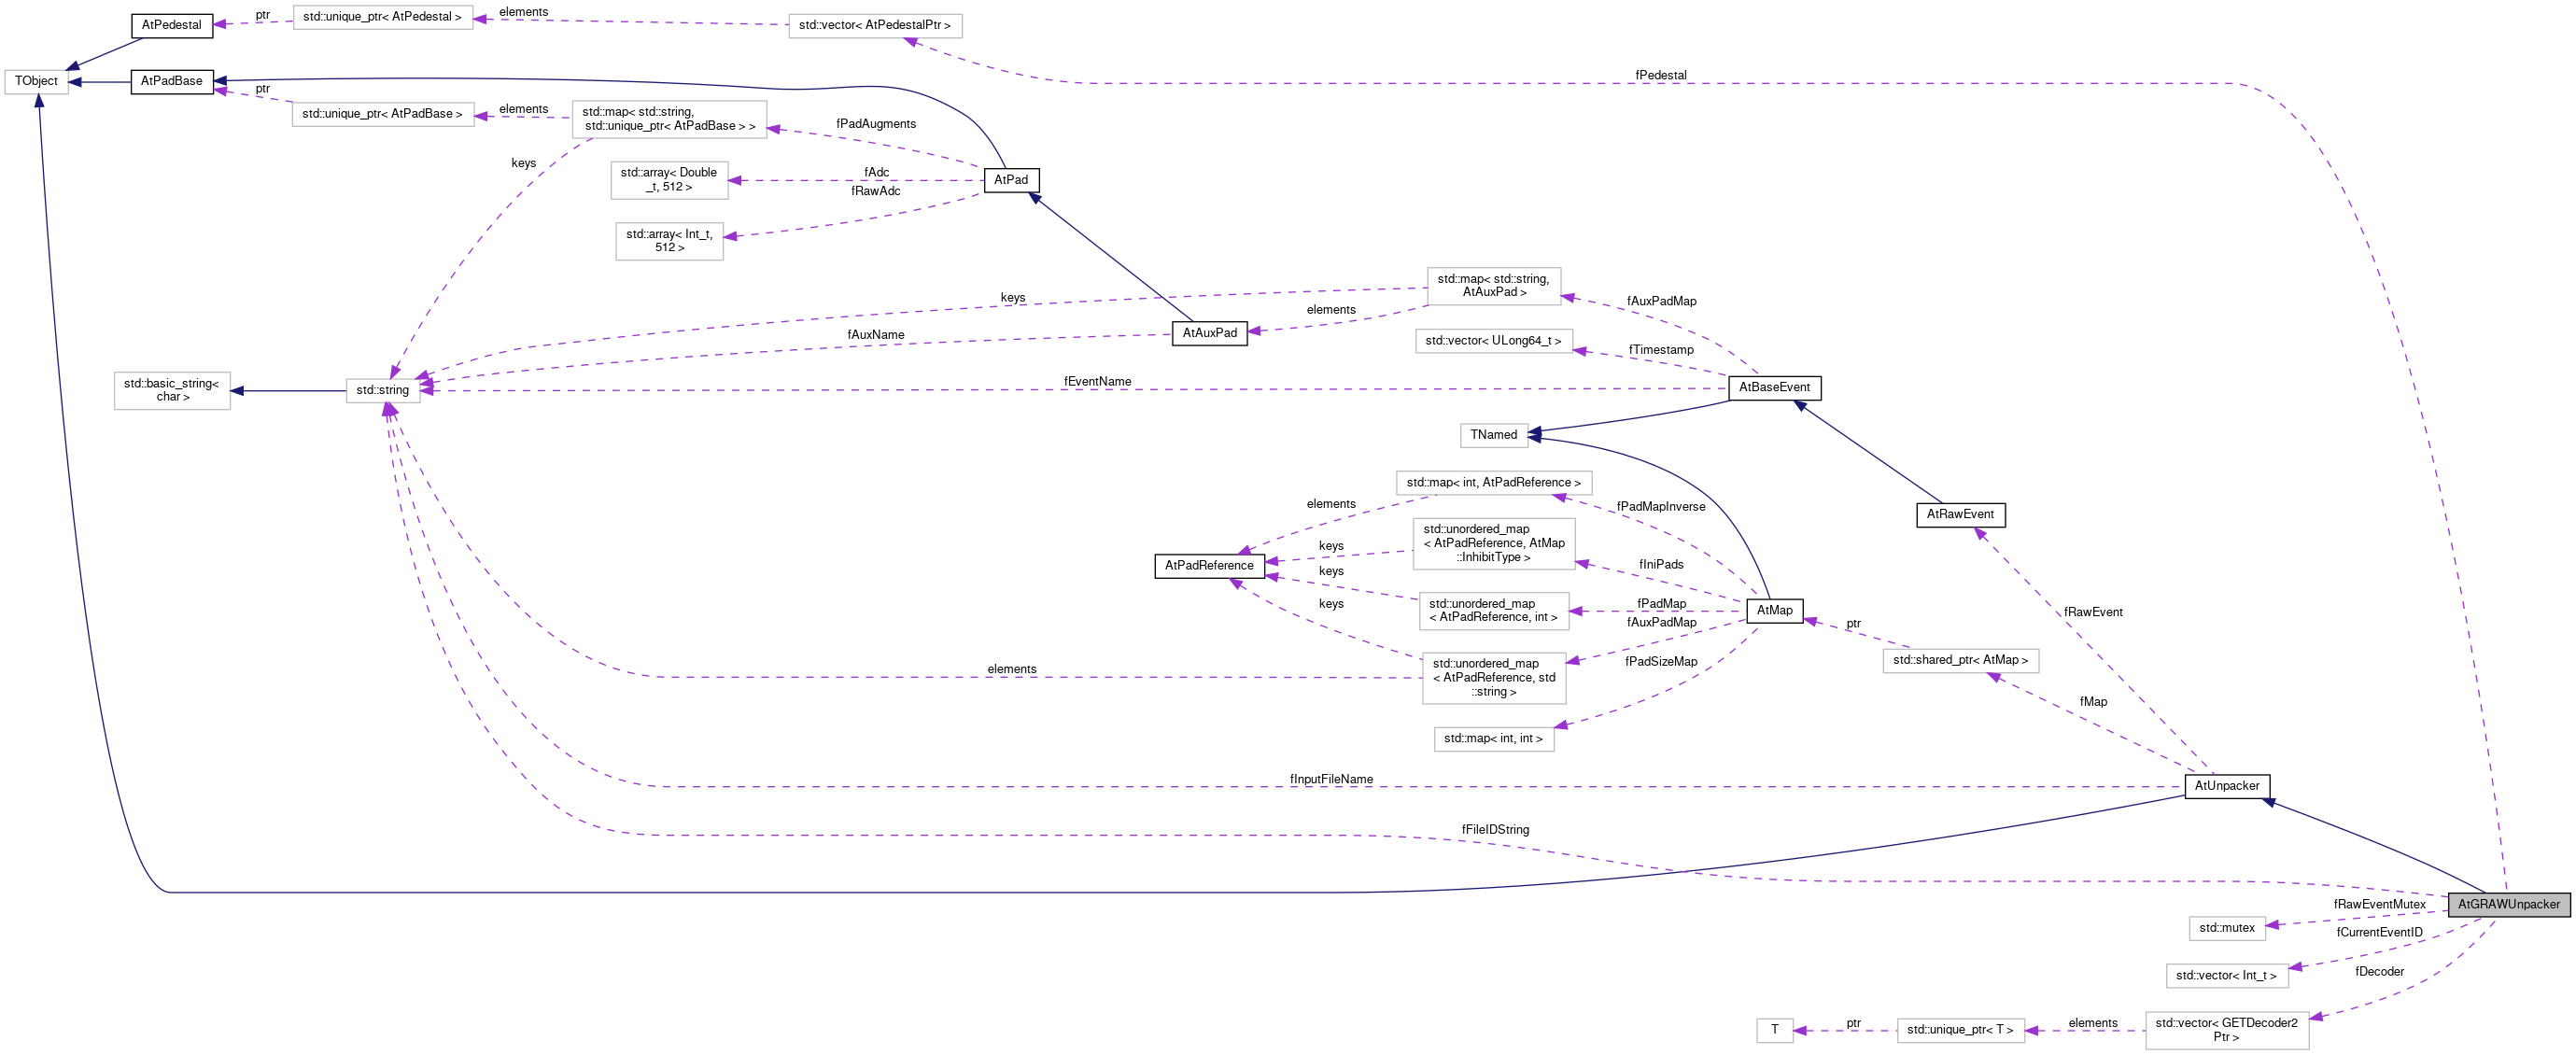 AtPedestal
ptr
std::unique_ptr< AtPedestal >
elements
std::vector< AtPedestalPtr >
TObject
AtPadBase
fPedestal
ptr
std::unique_ptr< AtPadBase >
elements
std::map< std::string,
std::unique_ptr< AtPadBase > >
fPadAugments
keys
std::array< Double
_t, 512 >
fAdc
fRawAdc
AtPad
std::array< Int_t,
512 >
keys
std::map< std::string,
AtAuxPad >
fAuxPadMap
elements
fAuxName
AtAuxPad
std::vector< ULong64_t >
fTimestamp
std::basic_string<
char >
std::string
fEventName
AtBaseEvent
TNamed
std::map< int, AtPadReference >
elements
fPadMapInverse
AtRawEvent
std::unordered_map
< AtPadReference, AtMap
::InhibitType >
keys
fIniPads
AtPadReference
keys
std::unordered_map
< AtPadReference, int >
fPadMap
AtMap
keys
fAuxPadMap
ptr
fRawEvent
elements
std::unordered_map
< AtPadReference, std
::string >
fPadSizeMap
std::shared_ptr< AtMap >
fMap
std::map< int, int >
fInputFileName
AtUnpacker
fFileIDString
AtGRAWUnpacker
fRawEventMutex
std::mutex
fCurrentEventID
std::vector< Int_t >
fDecoder
T
ptr
std::unique_ptr< T >
elements
std::vector< GETDecoder2
Ptr >